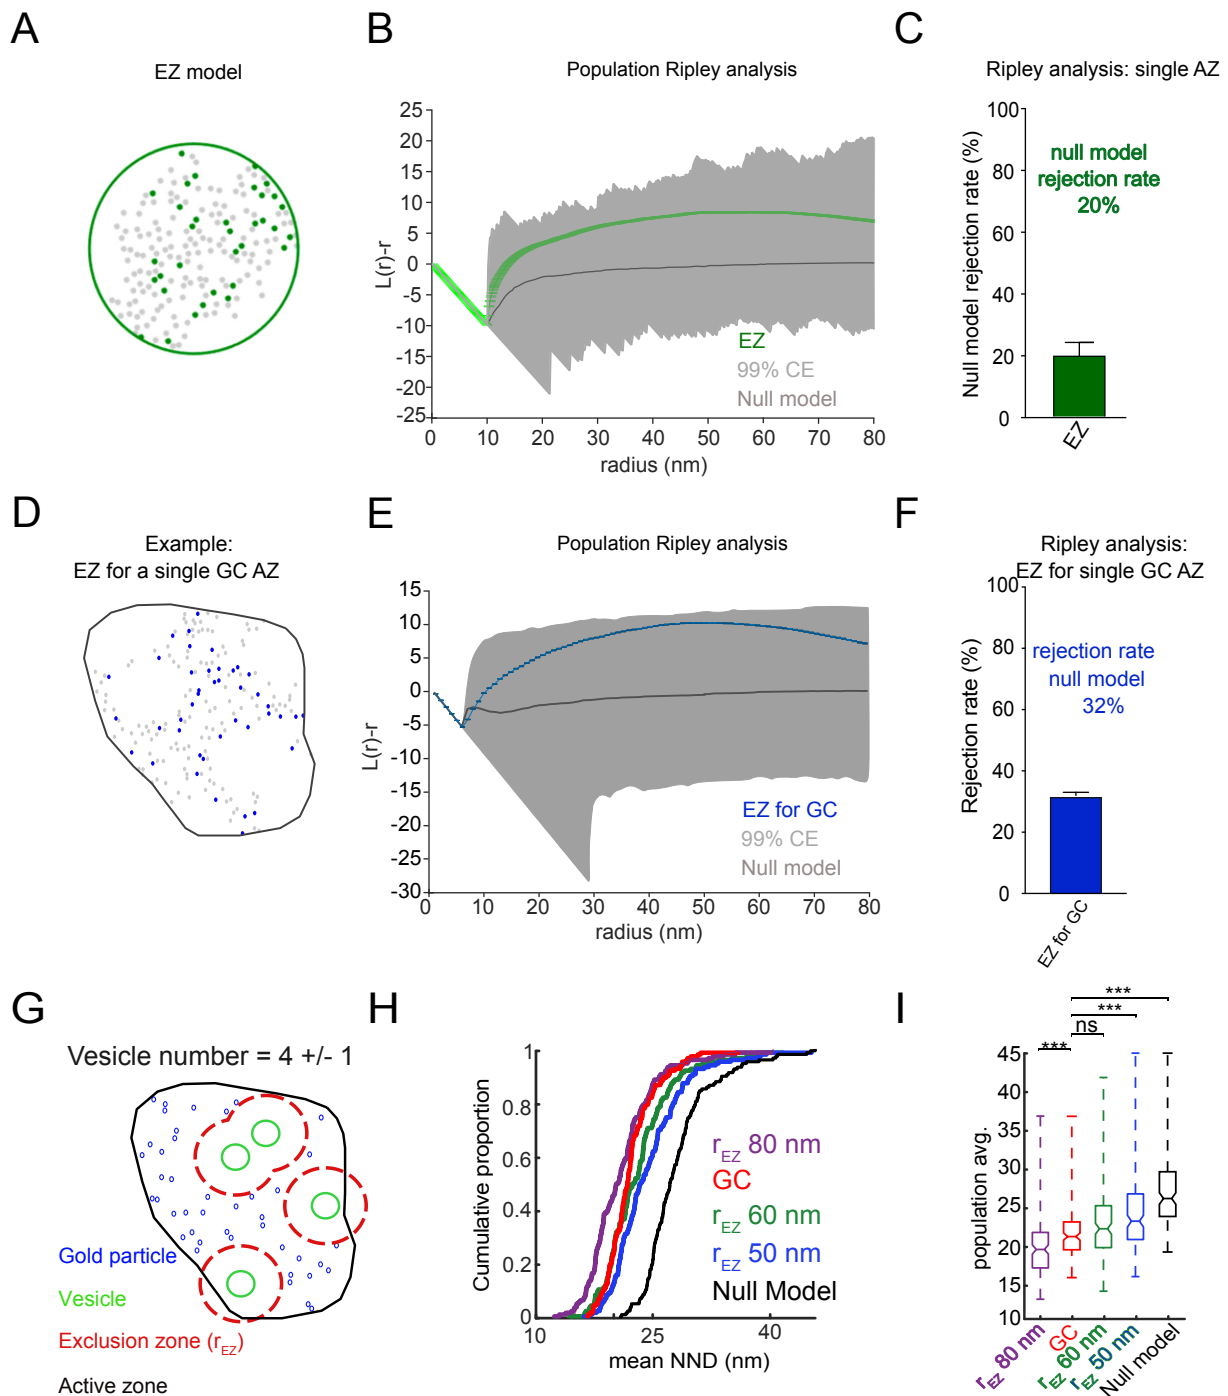 A
EZ model
B
Population Ripley analysis
L(r)-r
25
20
15
10
5
0
-5
-10
-15
-20
-25
0 10 20 30 40 50 60 70 80
radius (nm)
EZ
99% CE
Null model
C
Ripley analysis: single AZ
Null model rejection rate (%)
100
80
60
40
20
0
null model
rejection rate
20%
EZ
D
Example:
EZ for a single GC AZ
E
Population Ripley analysis
L(r)-r
15
10
5
0
-5
-10
-15
-20
-25
-30
0 10 20 30 40 50 60 70 80
radius (nm)
EZ for GC
99% CE
Null model
F
Ripley analysis:
EZ for single GC AZ
Rejection rate (%)
100
80
60
40
20
0
rejection rate
null model
32%
EZ for GC
G
Vesicle number = 4 +/- 1
Gold particle
Vesicle
Exclusion zone (rEZ)
Active zone
H
Cumulative proportion
1
0.8
0.6
0.4
0.2
0
10 25 40
mean NND (nm)
rEZ 80 nm
GC
rEZ 60 nm
rEZ 50 nm
Null Model
I
***
***
ns
***
population avg.
45
35
30
25
20
15
10
rEZ 80 nm
GC
rEZ 60 nm
rEZ 50 nm
Null model